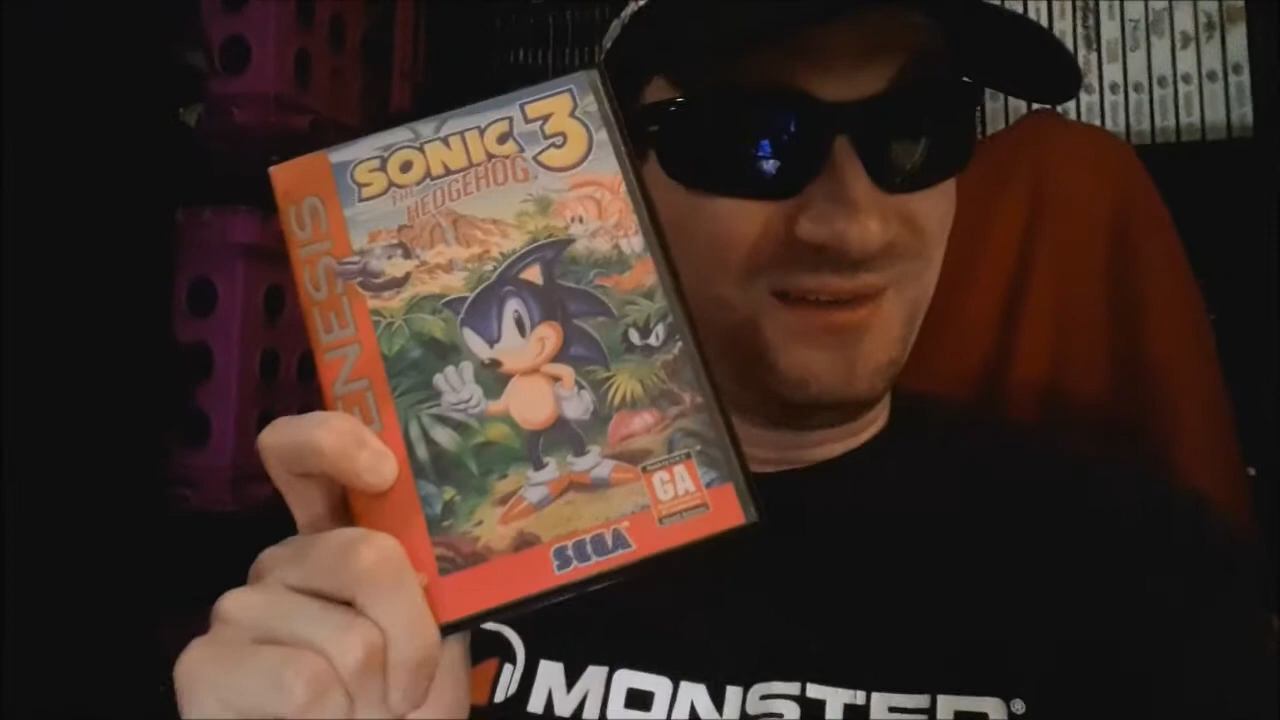 SONIC 3
THE
HEDGEHOG
GENESIS
GA
SEGA
MONSTER®